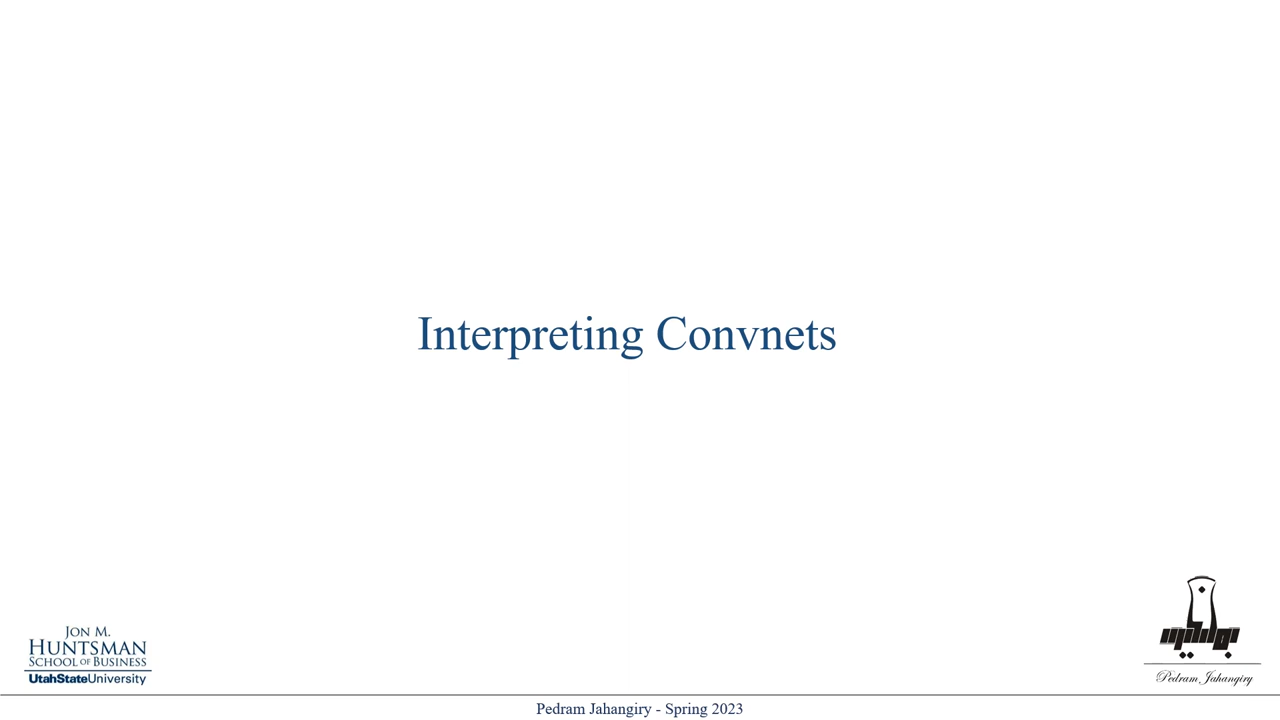 Interpreting Convnets
JON M.
HUNTSMAN
SCHOOL OF BUSINESS
UtahStateUniversity
Pedram Jahangiry
Pedram Jahangiry - Spring 2023